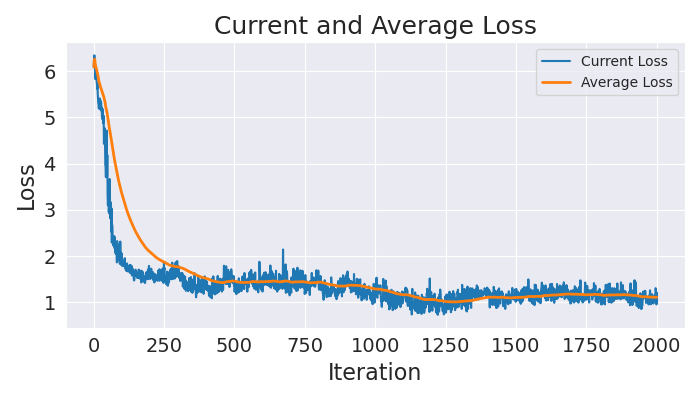 Current and Average Loss
Current Loss
Average Loss
6
5
4
3
2
1
Loss
0 250 500 750 1000 1250 1500 1750 2000
Iteration